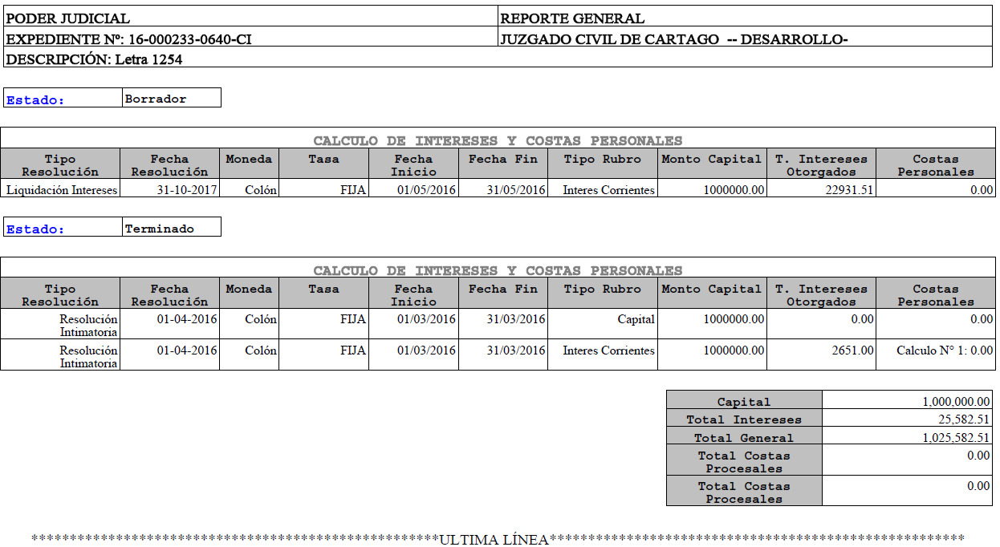 PODER JUDICIAL REPORTE GENERAL
EXPEDIENTE Nº: 16-000233-0640-CI JUZGADO CIVIL DE CARTAGO -- DESARROLLO-
DESCRIPCIÓN: Letra 1254
Estado: Borrador
CALCULO DE INTERESES Y COSTAS PERSONALES
Tipo Fecha Moneda Tasa Fecha Fecha Fin Tipo Rubro Monto Capital T. Intereses Costas
Resolución Resolución Inicio Otorgados Personales
Liquidación Intereses 31-10-2017 Colón FIJA 01/05/2016 31/05/2016 Interes Corrientes 1000000.00 22931.51 0.00
Estado: Terminado
CALCULO DE INTERESES Y COSTAS PERSONALES
Tipo Fecha Moneda Tasa Fecha Fecha Fin Tipo Rubro Monto Capital T. Intereses Costas
Resolución Resolución Inicio Otorgados Personales
Resolución 01-04-2016 Colón FIJA 01/03/2016 31/03/2016 Capital 1000000.00 0.00 0.00
Intimatoria
Resolución 01-04-2016 Colón FIJA 01/03/2016 31/03/2016 Interes Corrientes 1000000.00 2651.00 Calculo N° 1: 0.00
Intimatoria
Capital 1,000,000.00
Total Intereses 25,582.51
Total General 1,025,582.51
Total Costas 0.00
Procesales
Total Costas 0.00
Procesales
*****************************************************ULTIMA LÍNEA******************************************************